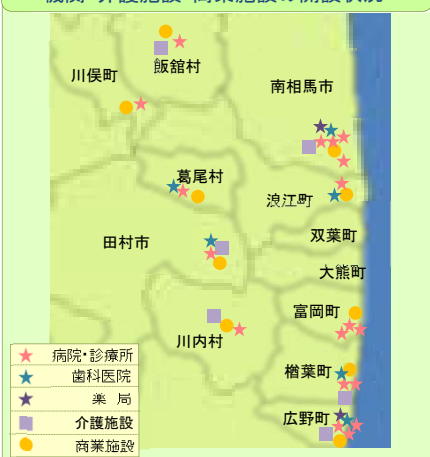 機関・介護施設・商業施設の開設状況
飯舘村
川俣町
南相馬市
葛尾村
浪江町
田村市
双葉町
大熊町
富岡町
川内村
楢葉町
広野町
病院・診療所
歯科医院
薬局
介護施設
商業施設